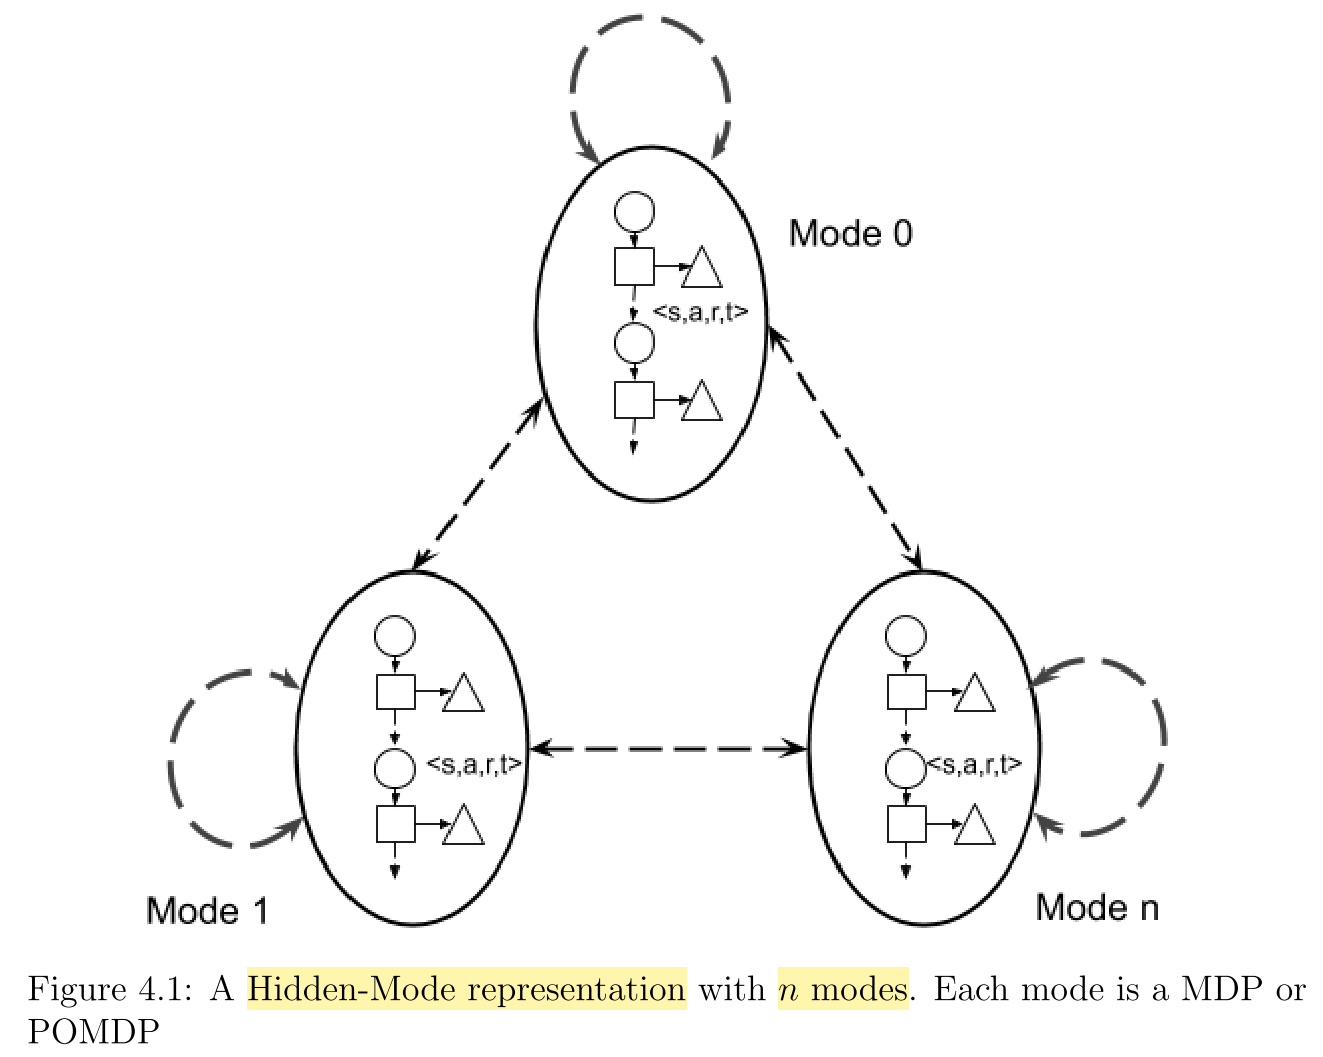 Mode 0
<s,a,r,t>
<s,a,r,t>
<s,a,r,t>
Mode 1
Mode n
Figure 4.1: A Hidden-Mode representation with n modes. Each mode is a MDP or
POMDP